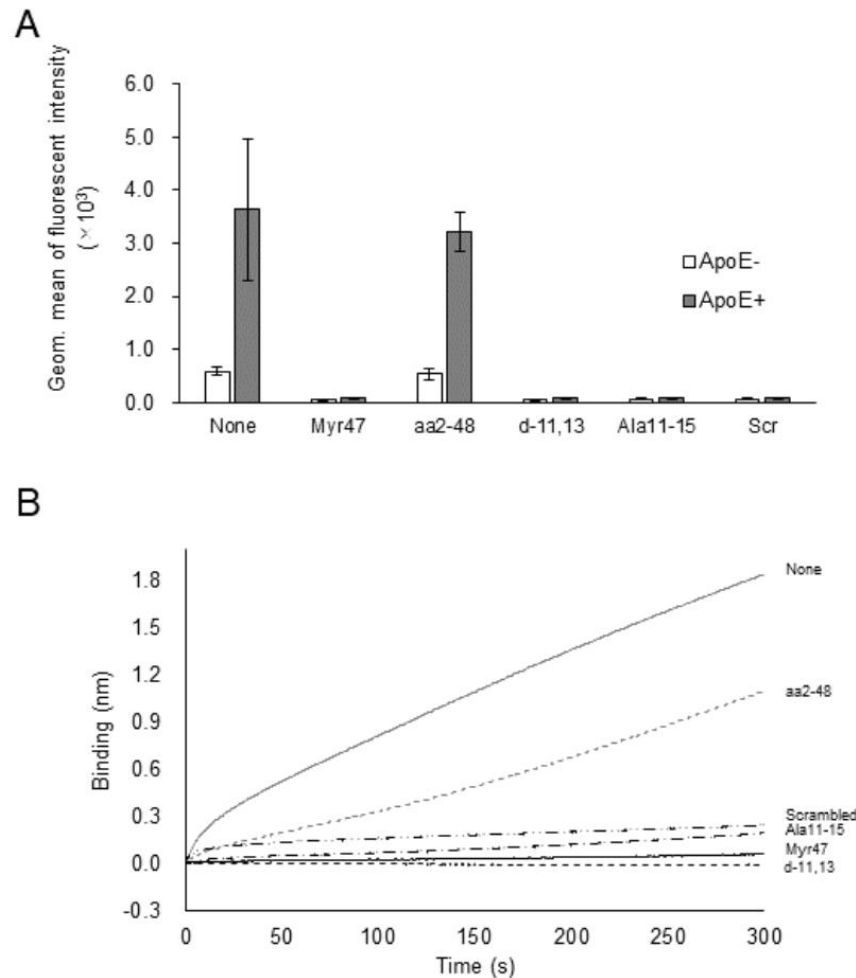 A
Geom. mean of fluorescent intensity
(×10³)
6.0
5.0
4.0
3.0
2.0
1.0
0.0
ApoE-
ApoE+
None Myr47 aa2-48 d-11,13 Ala11-15 Scr
B
Binding (nm)
1.8
1.5
1.2
0.9
0.6
0.3
0.0
-0.3
None
aa2-48
Scrambled
Ala11-15
Myr47
d-11,13
0 50 100 150 200 250 300
Time (s)